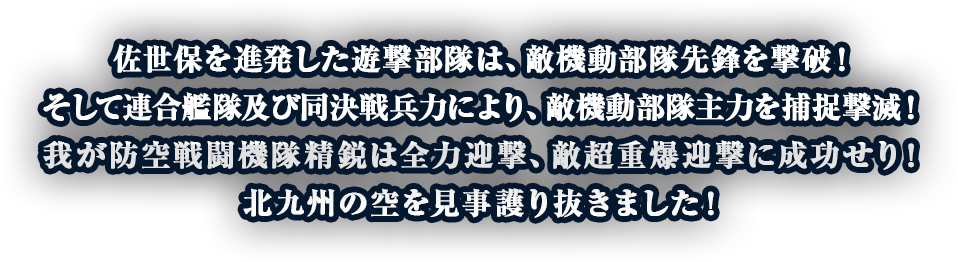 佐世保を進発した遊撃部隊は、敵機動部隊先鋒を撃破！
そして連合艦隊及び同決戦兵力により、敵機動部隊主力を捕捉撃滅！
我が防空戦闘機隊精鋭は全力迎撃、敵超重爆迎撃に成功せり！
北九州の空を見事護り抜きました！